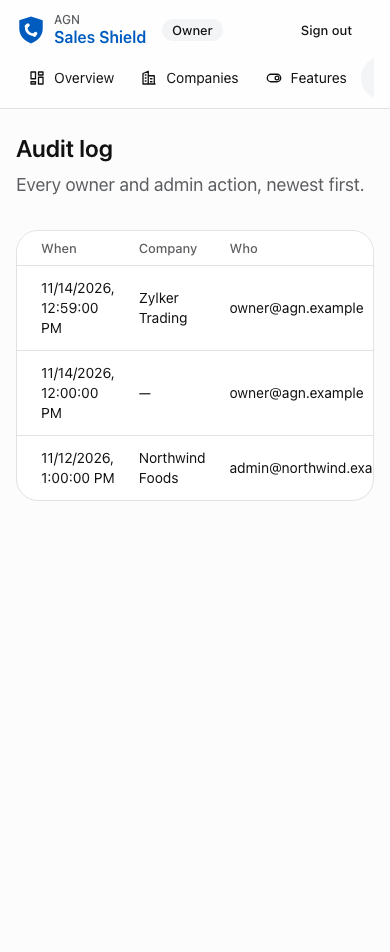 AGN
Sales Shield
Owner
Sign out
Overview
Companies
Features
Audit log
Every owner and admin action, newest first.
When
Company
Who
11/14/2026,
12:59:00
PM
Zylker
Trading
owner@agn.example
11/14/2026,
12:00:00
PM
—
owner@agn.example
11/12/2026,
1:00:00 PM
Northwind
Foods
admin@northwind.exa